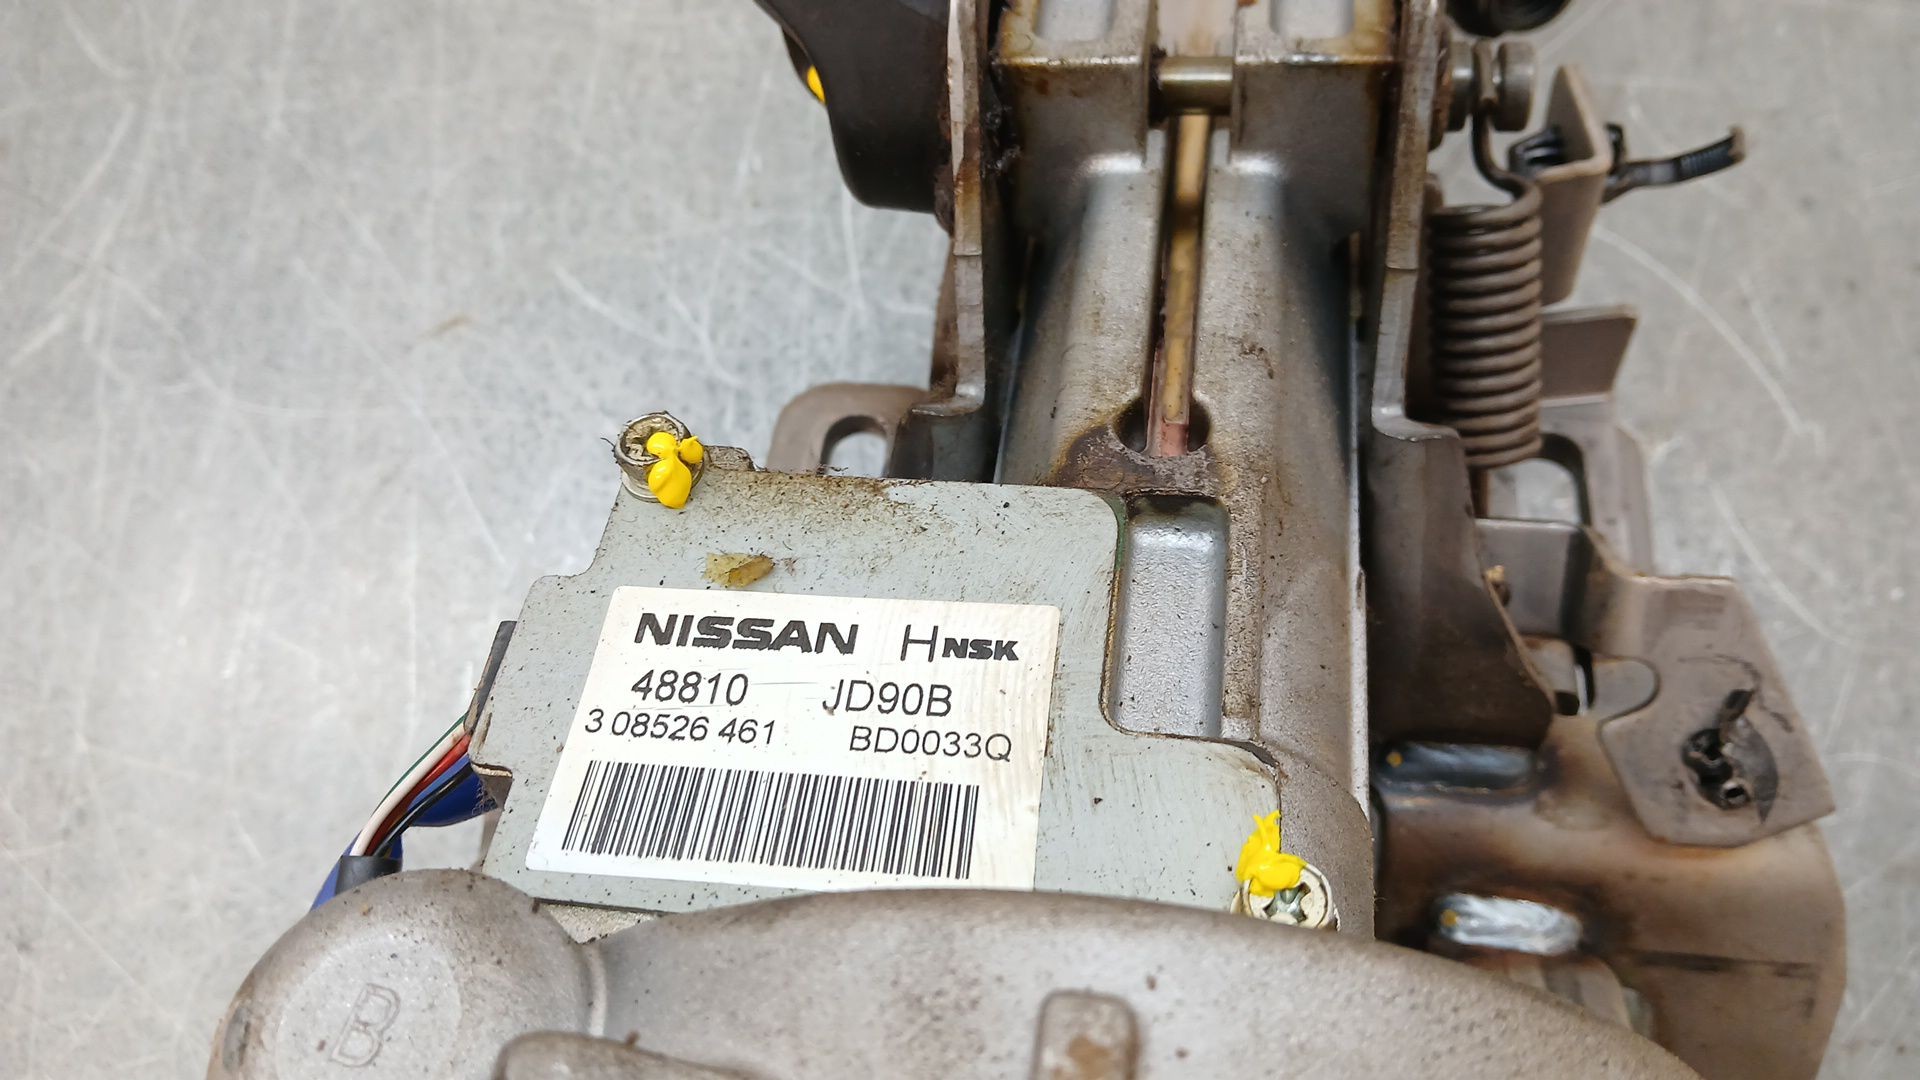 NISSAN HNSK
48810 JD90B
3 08526 461 BD0033Q
B